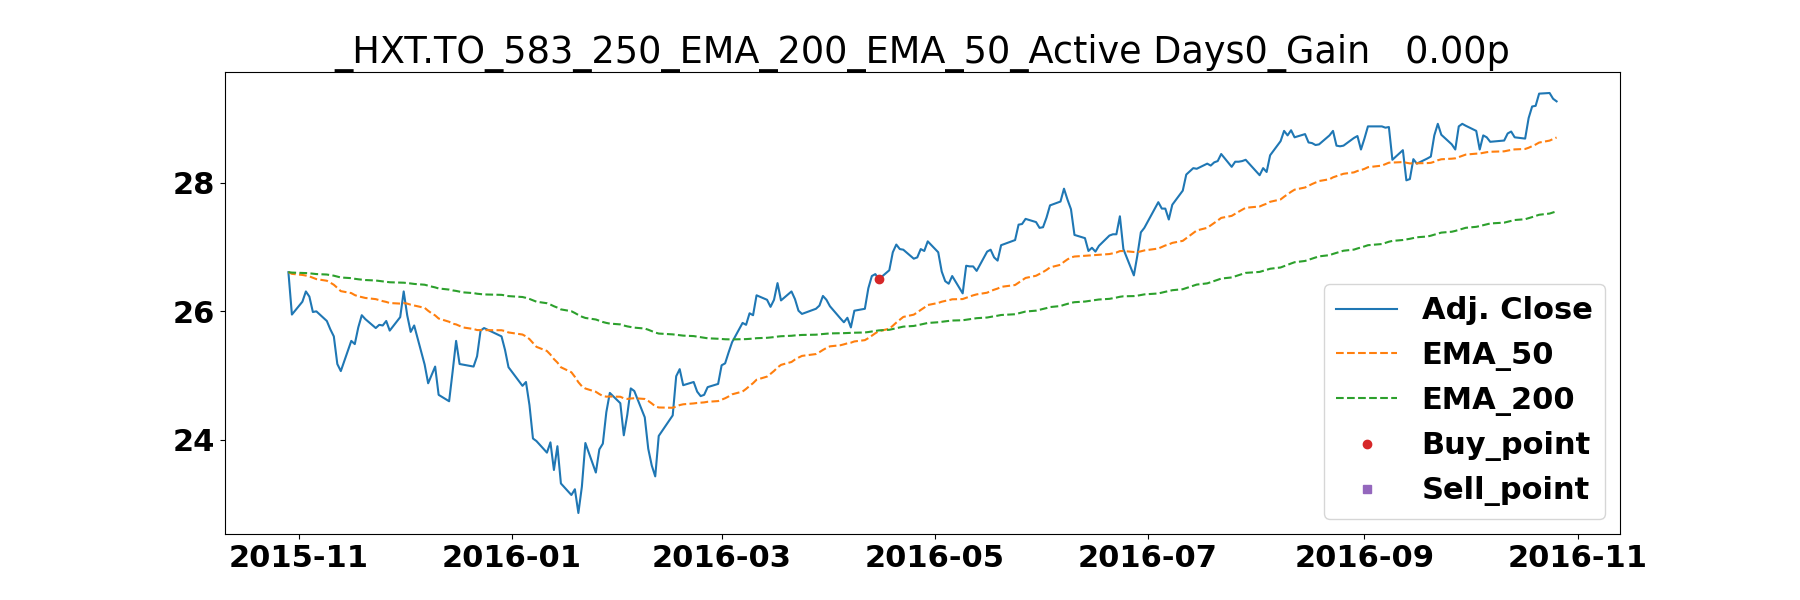 _HXT.TO_583_250_EMA_200_EMA_50_Active Days0_Gain   0.00p
28
26
24
Adj. Close
EMA_50
EMA_200
Buy_point
Sell_point
2015-11 2016-01 2016-03 2016-05 2016-07 2016-09 2016-11